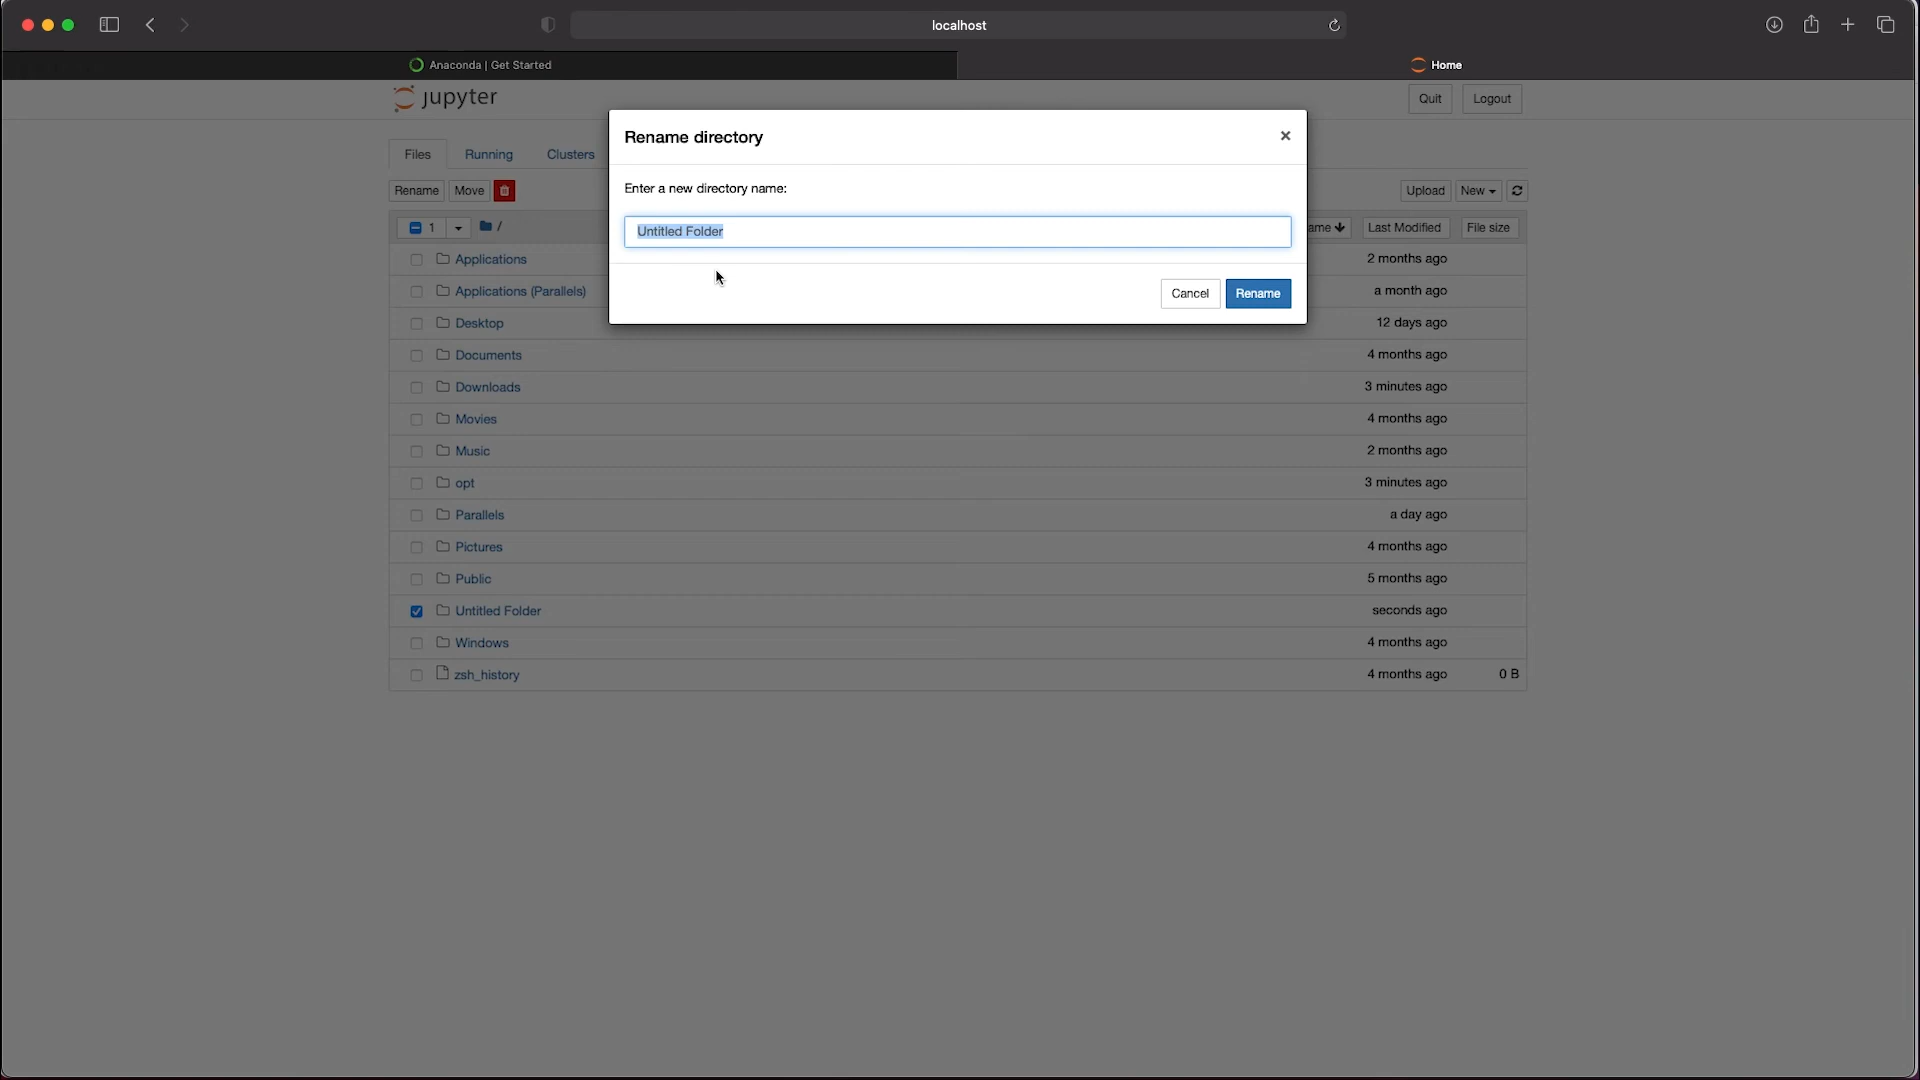 localhost
Anaconda | Get Started
Home
jupyter
Quit
Logout
Rename directory
Files
Running
Clusters
Enter a new directory name:
Rename
Move
Upload
New
Untitled Folder
1
/
ame
Last Modified
File size
Applications
2 months ago
Applications (Parallels)
a month ago
Cancel
Rename
Desktop
12 days ago
Documents
4 months ago
Downloads
3 minutes ago
Movies
4 months ago
Music
2 months ago
opt
3 minutes ago
Parallels
a day ago
Pictures
4 months ago
Public
5 months ago
Untitled Folder
seconds ago
Windows
4 months ago
zsh_history
4 months ago
0 B